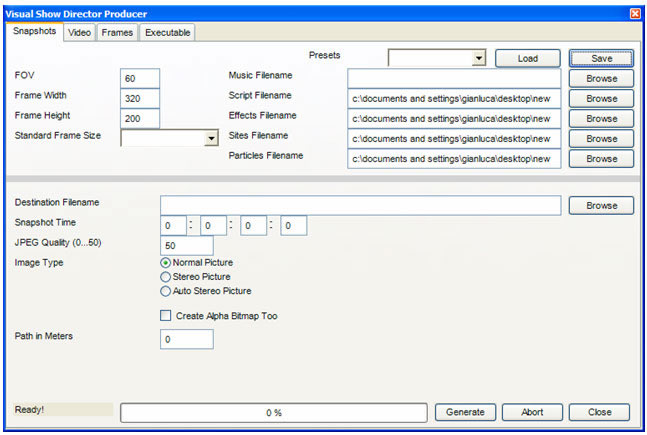 Visual Show Director Producer
Snapshots Video Frames Executable
Presets Load Save
FOV 60 Music Filename Browse
Frame Width 320 Script Filename c:\documents and settings\gianluca\desktop\new Browse
Frame Height 200 Effects Filename c:\documents and settings\gianluca\desktop\new Browse
Standard Frame Size Sites Filename c:\documents and settings\gianluca\desktop\new Browse
Particles Filename c:\documents and settings\gianluca\desktop\new Browse
Destination Filename Browse
Snapshot Time 0 : 0 : 0 : 0
JPEG Quality (0...50) 50
Image Type Normal Picture
Stereo Picture
Auto Stereo Picture
Create Alpha Bitmap Too
Path in Meters 0
Ready! 0 % Generate Abort Close